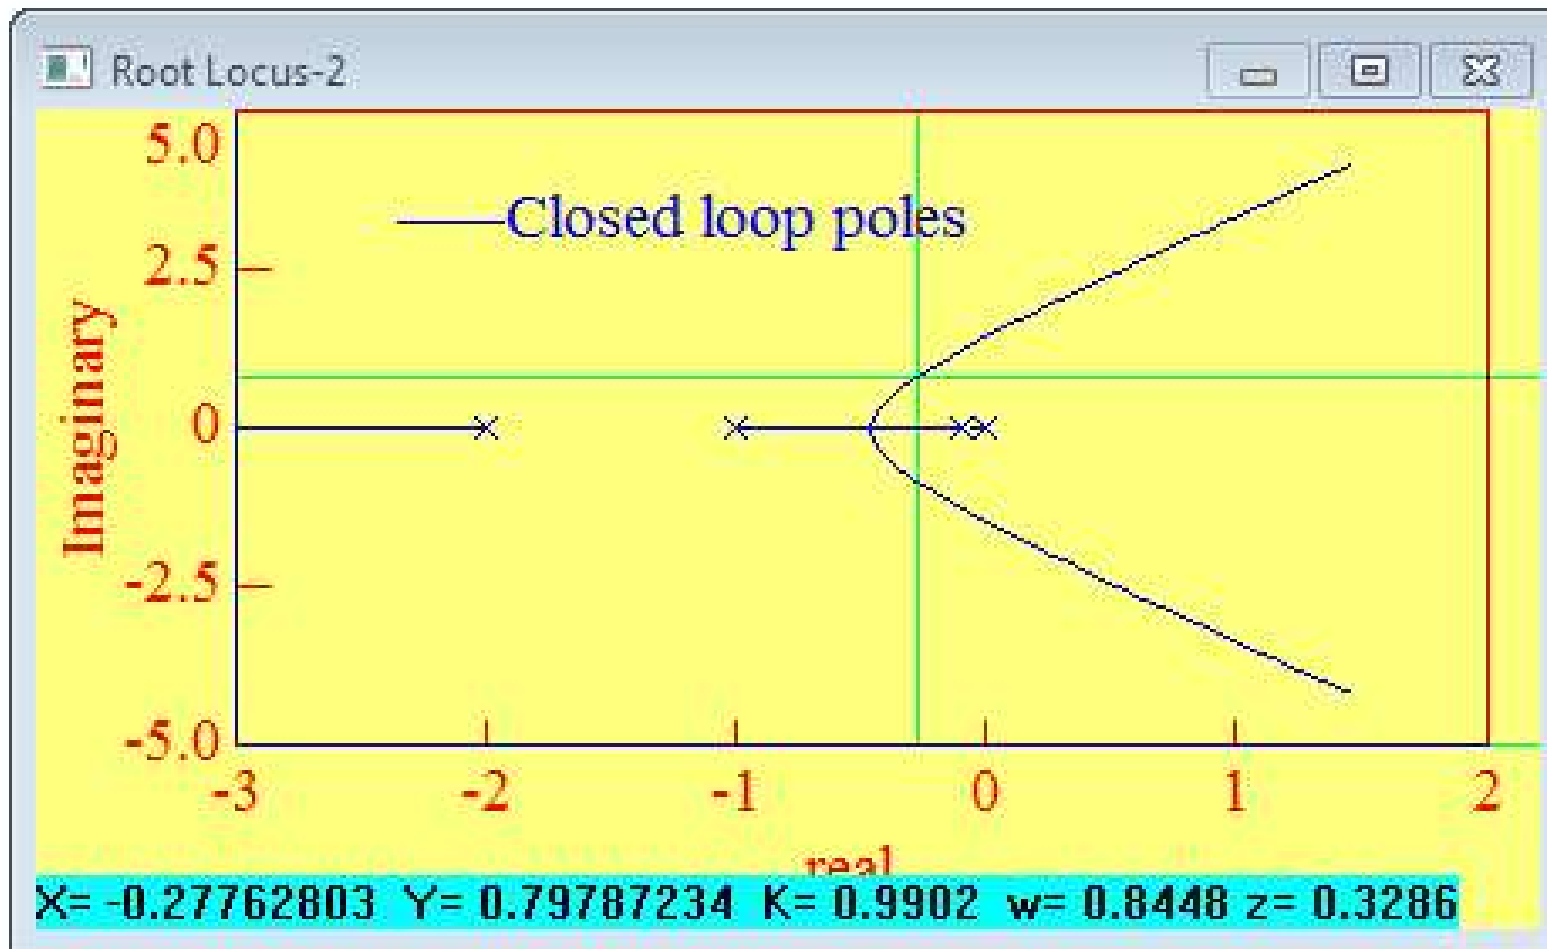 Root Locus-2
5.0
Closed loop poles
2.5
Imaginary
0
-2.5
-5.0
-3 -2 -1 0 1 2
real
X= -0.27762803 Y= 0.79787234 K= 0.9902 w= 0.8448 z= 0.3286